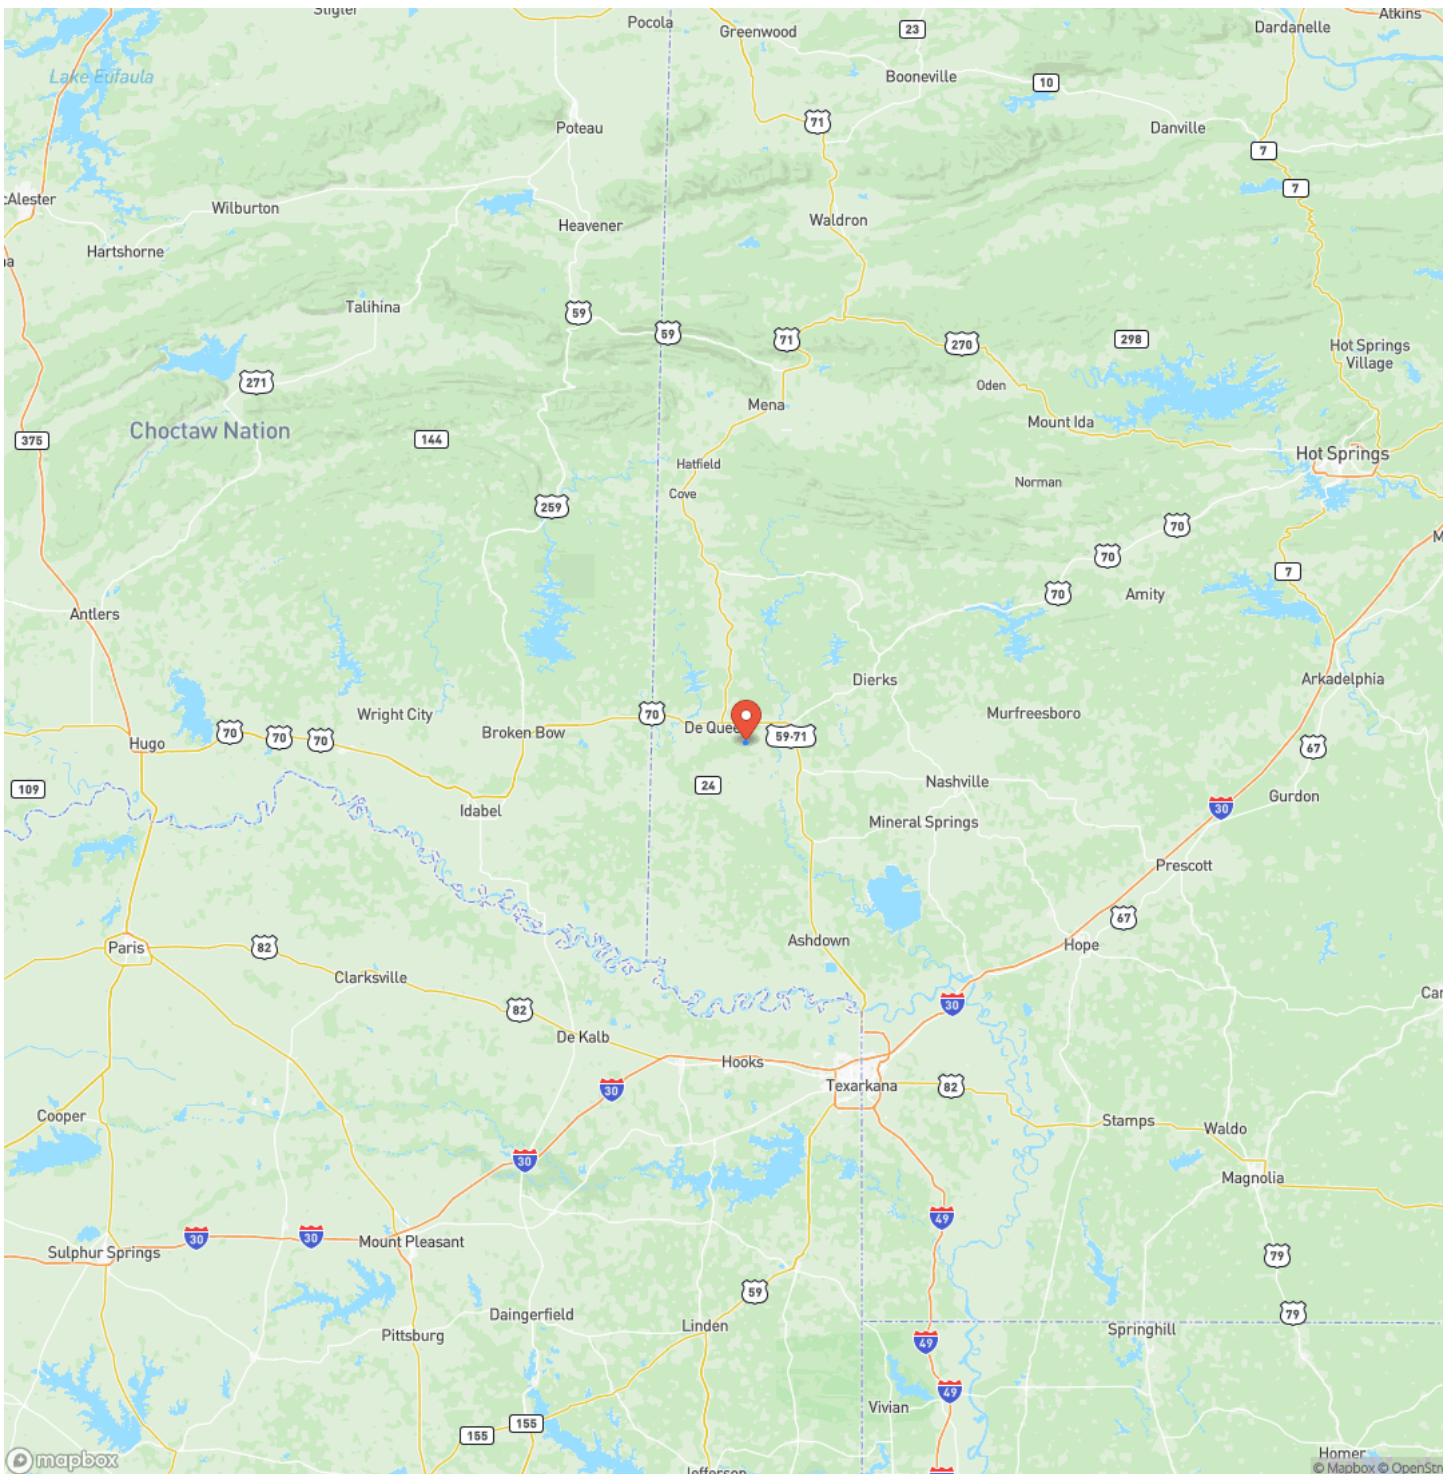 Pocola
Greenwood
23
Atkins
Dardanelle
Lake Eufaula
Booneville
10
Poteau
71
Danville
7
7
Wilburton
Waldron
Heavener
Hartshorne
Talihina
59
59
71
270
298
Hot Springs
Village
271
Oden
Mena
Mount Ida
Choctaw Nation
375
144
Hot Springs
Hatfield
Cove
Norman
259
70
70
7
70
Amity
Antlers
Dierks
Arkadelphia
Wright City
70
Murfreesboro
70
70
70
Broken Bow
De Quee
59-71
Hugo
67
109
24
Nashville
Gurdon
Idabel
30
Mineral Springs
Prescott
67
Paris
82
Ashdown
Hope
Clarksville
30
82
De Kalb
Hooks
30
Texarkana
82
Cooper
Stamps
Waldo
30
Magnolia
49
30
30
Mount Pleasant
Sulphur Springs
79
59
Daingerfield
79
Linden
Springhill
Pittsburg
49
49
Vivian
155
155
mapbox
Homer
© Mapbox © OpenStr